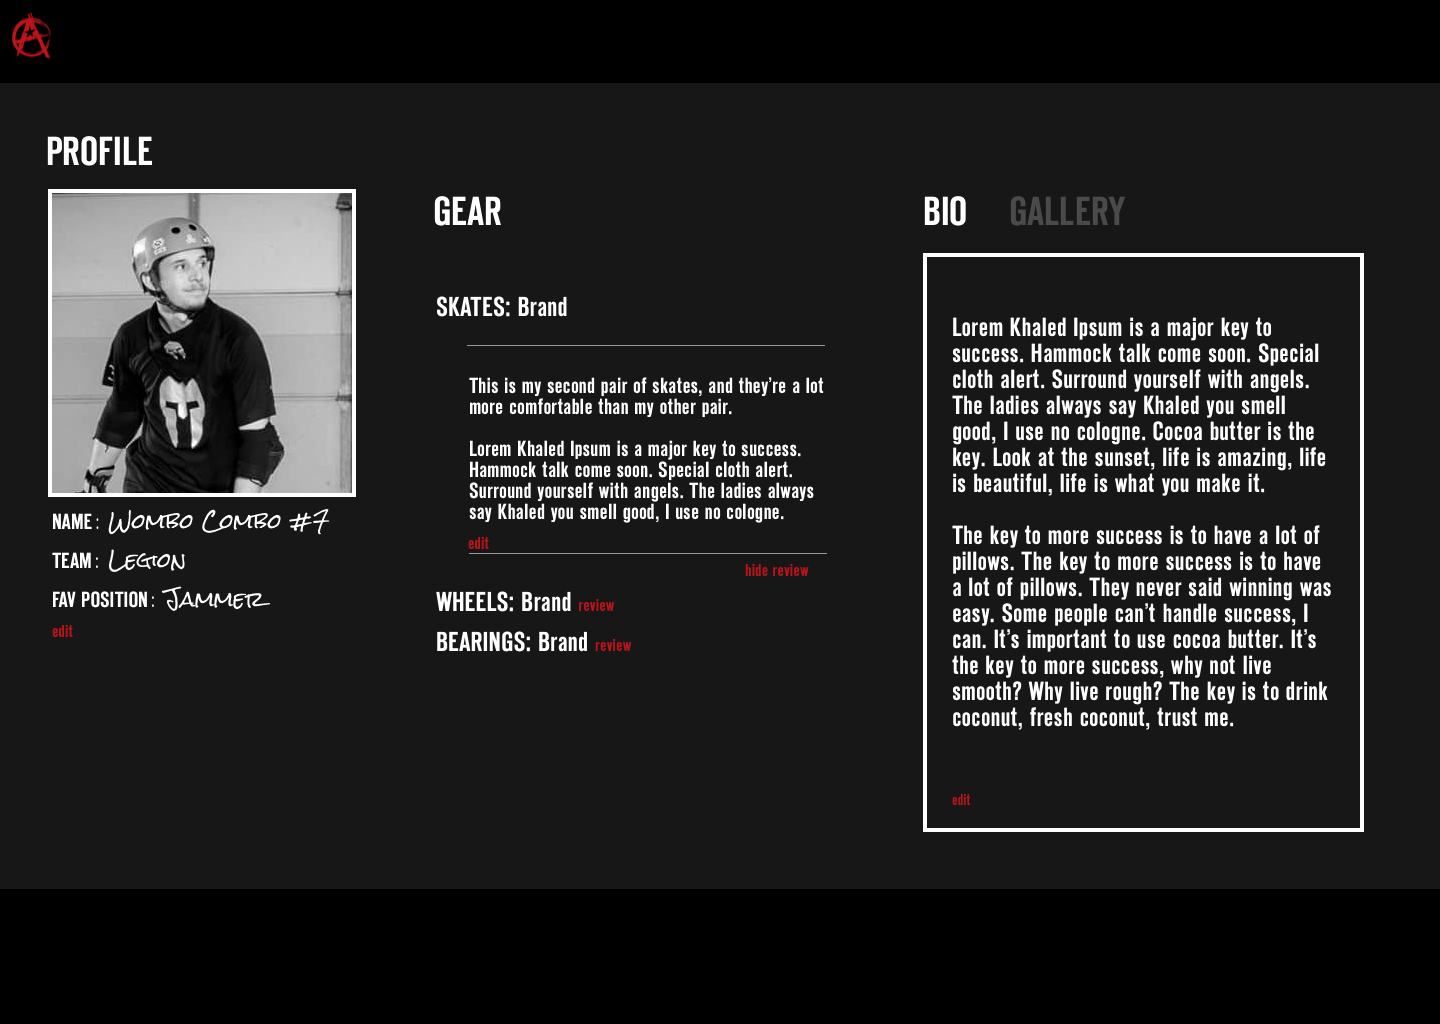 PROFILE
NAME : Wombo Combo #7
TEAM : Legion
FAV POSITION : Jammer
edit
GEAR
SKATES: Brand
This is my second pair of skates, and they're a lot
more comfortable than my other pair.
Lorem Khaled Ipsum is a major key to success.
Hammock talk come soon. Special cloth alert.
Surround yourself with angels. The ladies always
say Khaled you smell good, I use no cologne.
edit
hide review
WHEELS: Brand review
BEARINGS: Brand review
BIO GALLERY
Lorem Khaled Ipsum is a major key to
success. Hammock talk come soon. Special
cloth alert. Surround yourself with angels.
The ladies always say Khaled you smell
good, I use no cologne. Cocoa butter is the
key. Look at the sunset, life is amazing, life
is beautiful, life is what you make it.
The key to more success is to have a lot of
pillows. The key to more success is to have
a lot of pillows. They never said winning was
easy. Some people can't handle success, I
can. It's important to use cocoa butter. It's
the key to more success, why not live
smooth? Why live rough? The key is to drink
coconut, fresh coconut, trust me.
edit